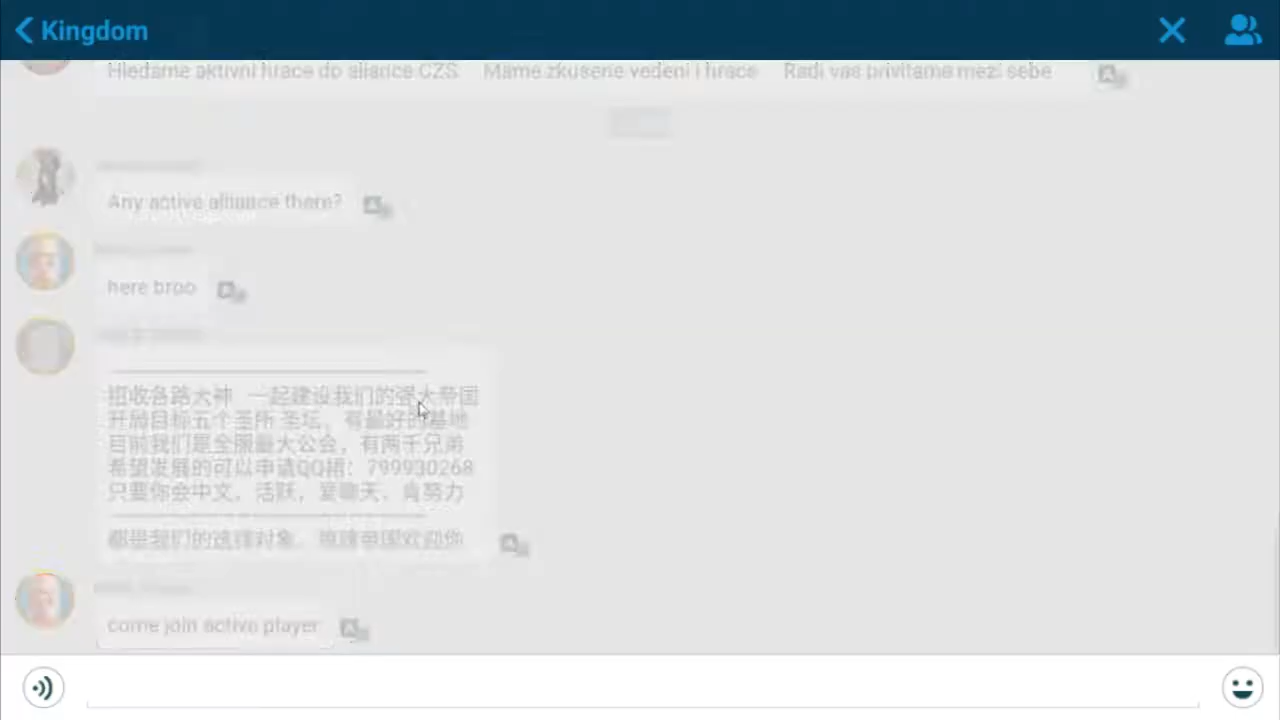 Kingdom
Hledame aktivni hrace do aliance CZS Mame zkusene vedeni i hrace Radi vas privitame mezi sebe
Any active alliance there?
here broo
招收各路大神 一起建设我们的强大帝国
开局目标五个圣所 圣坛，有最好的基地
目前我们是全服最大公会，有两千兄弟
希望发展的可以申请QQ裙：799930268
只要你会中文，活跃，爱聊天，肯努力
都是我们的选择对象，帝国欢迎你
come join active player